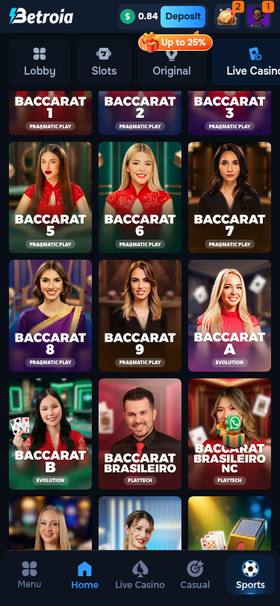 Betroia
$ 0.84 Deposit
2
1
Up to 25%
Lobby
Slots
Original
Live Casino
BACCARAT
1
PRAGMATIC PLAY
BACCARAT
2
PRAGMATIC PLAY
BACCARAT
3
PRAGMATIC PLAY
BACCARAT
5
PRAGMATIC PLAY
BACCARAT
6
PRAGMATIC PLAY
BACCARAT
7
PRAGMATIC PLAY
BACCARAT
8
PRAGMATIC PLAY
BACCARAT
9
PRAGMATIC PLAY
BACCARAT
A
EVOLUTION
BACCARAT
B
EVOLUTION
BACCARAT
BRASILEIRO
PLAYTECH
BACCARAT
BRASILEIRO
NC
PLAYTECH
Menu
Home
Live Casino
Casual
Sports